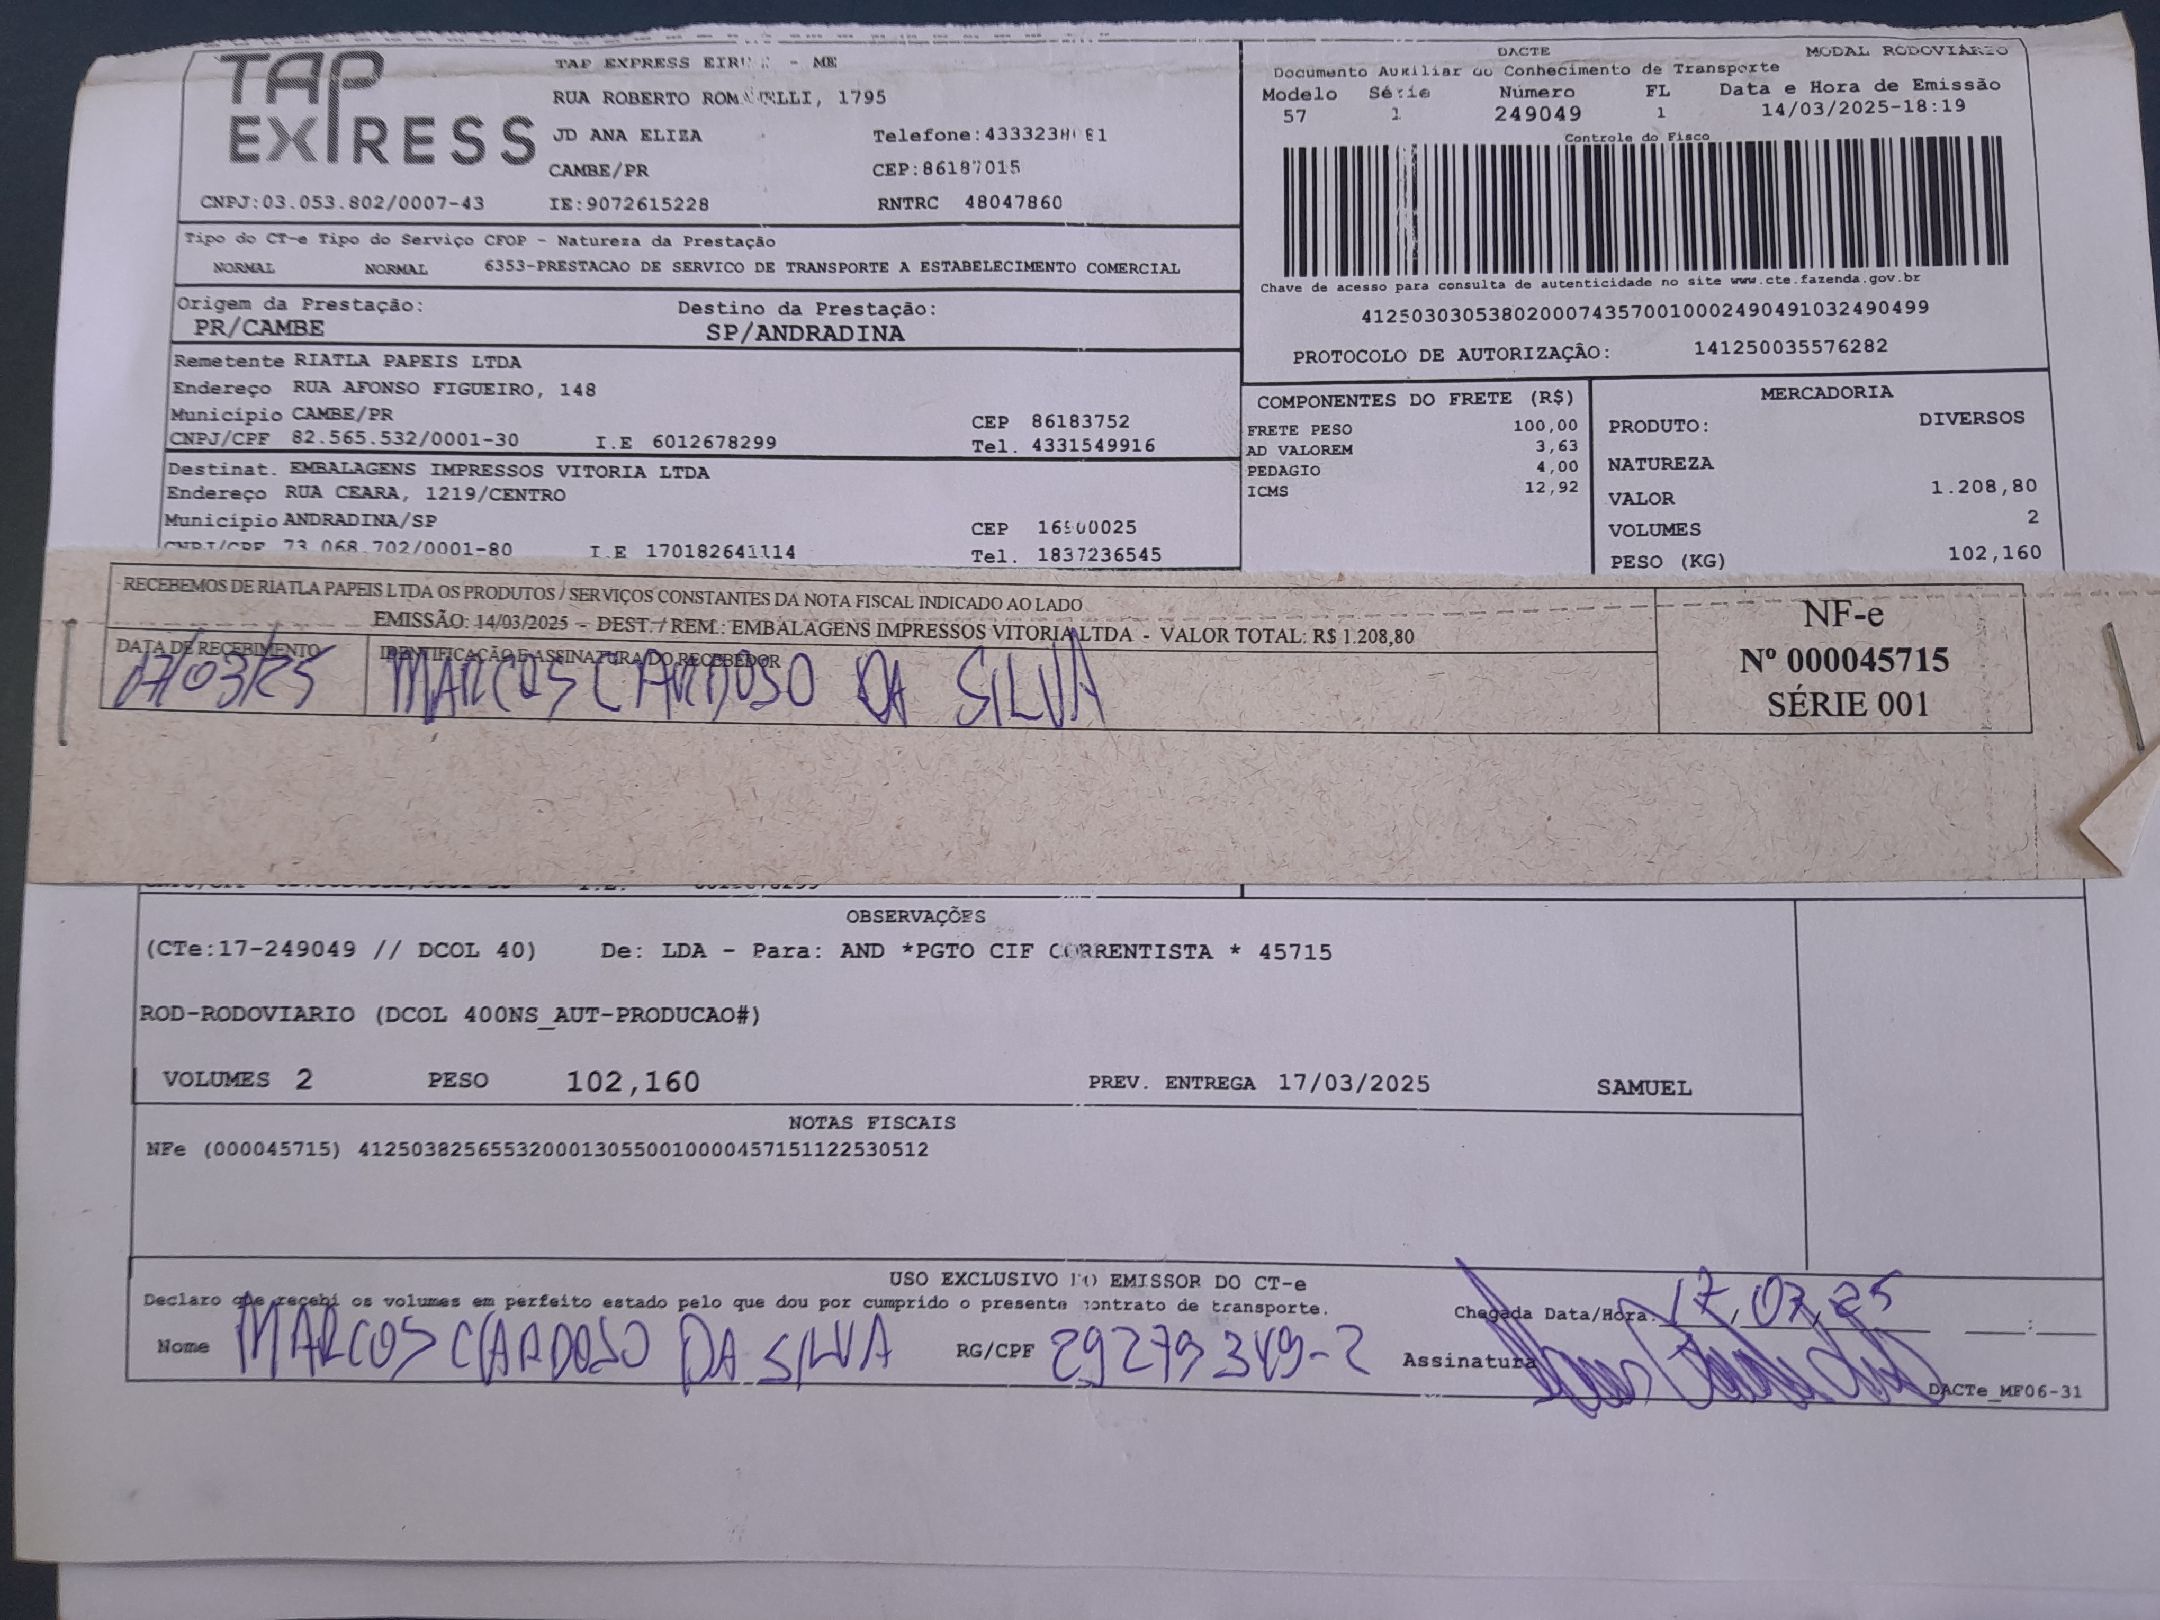 TAP EXPRESS
TAP EXPRESS - ME
RUA ROBERTO 1795
JD ANA ELIZA
CAMBE/PR CEP:86187015
CNPJ:03.053.802/0007-43 IE:9072615228 RNTRC 48047860
DACTE MODAL RODOVIÁRIO
Documento Auxiliar do Conhecimento de Transporte
Modelo Série Número FL Data e Hora de Emissão
57 1 249049 1 14/03/2025-18:19
Controle do Fisco
Chave de acesso para consulta de autenticidade no site www.cte.fazenda.gov.br
41250303053802000743570010002490491032490499
PROTOCOLO DE AUTORIZAÇÃO: 141250035576282
Tipo do CT-e Tipo do Serviço CFOP - Natureza da Prestação
NORMAL NORMAL 6353-PRESTACAO DE SERVICO DE TRANSPORTE A ESTABELECIMENTO COMERCIAL
Origem da Prestação: Destino da Prestação:
PR/CAMBE SP/ANDRADINA
Remetente RIATLA PAPEIS LTDA
Endereço RUA AFONSO FIGUEIRO, 148
Município CAMBE/PR CEP 86183752
CNPJ/CPF 82.565.532/0001-30 I.E 6012678299 Tel. 4331549916
Destinat. EMBALAGENS IMPRESSOS VITORIA LTDA
Endereço RUA CEARA, 1219/CENTRO
Município ANDRADINA/SP CEP
CNPJ/CPF 73.068.702/0001-80 I.E 170182641114 Tel. 1837236545
COMPONENTES DO FRETE (R$)
FRETE PESO 100,00
AD VALOREM 3,63
PEDAGIO 4,00
ICMS 12,92
MERCADORIA
PRODUTO: DIVERSOS
NATUREZA
VALOR 1.208,80
VOLUMES 2
PESO (KG) 102,160
RECEBEMOS DE RIATLA PAPEIS LTDA OS PRODUTOS / SERVIÇOS CONSTANTES DA NOTA FISCAL INDICADO AO LADO
EMISSÃO: 14/03/2025 - DEST. / REM.: EMBALAGENS IMPRESSOS VITORIA LTDA - VALOR TOTAL: R$ 1.208,80
DATA DE RECEBIMENTO IDENTIFICAÇÃO E ASSINATURA DO RECEBEDOR
17/03/25 MARCOS CARDOSO DA SILVA
NF-e
Nº 000045715
SÉRIE 001
OBSERVAÇÕES
(CTe:17-249049 // DCOL 40) De: LDA - Para: AND *PGTO CIF CORRENTISTA * 45715
ROD-RODOVIARIO (DCOL 400NS_AUT-PRODUCAO#)
VOLUMES 2 PESO 102,160 PREV. ENTREGA 17/03/2025 SAMUEL
NOTAS FISCAIS
NFe (000045715) 41250382565532000130550010000457151122530512
USO EXCLUSIVO DO EMISSOR DO CT-e
Declaro que recebi os volumes em perfeito estado pelo que dou por cumprido o presente contrato de transporte.
Chegada Data/Hora: 17,03,25 :
Nome MARCOS CARDOSO DA SILVA RG/CPF 29279349-2 Assinatura
DACTe_MF06-31